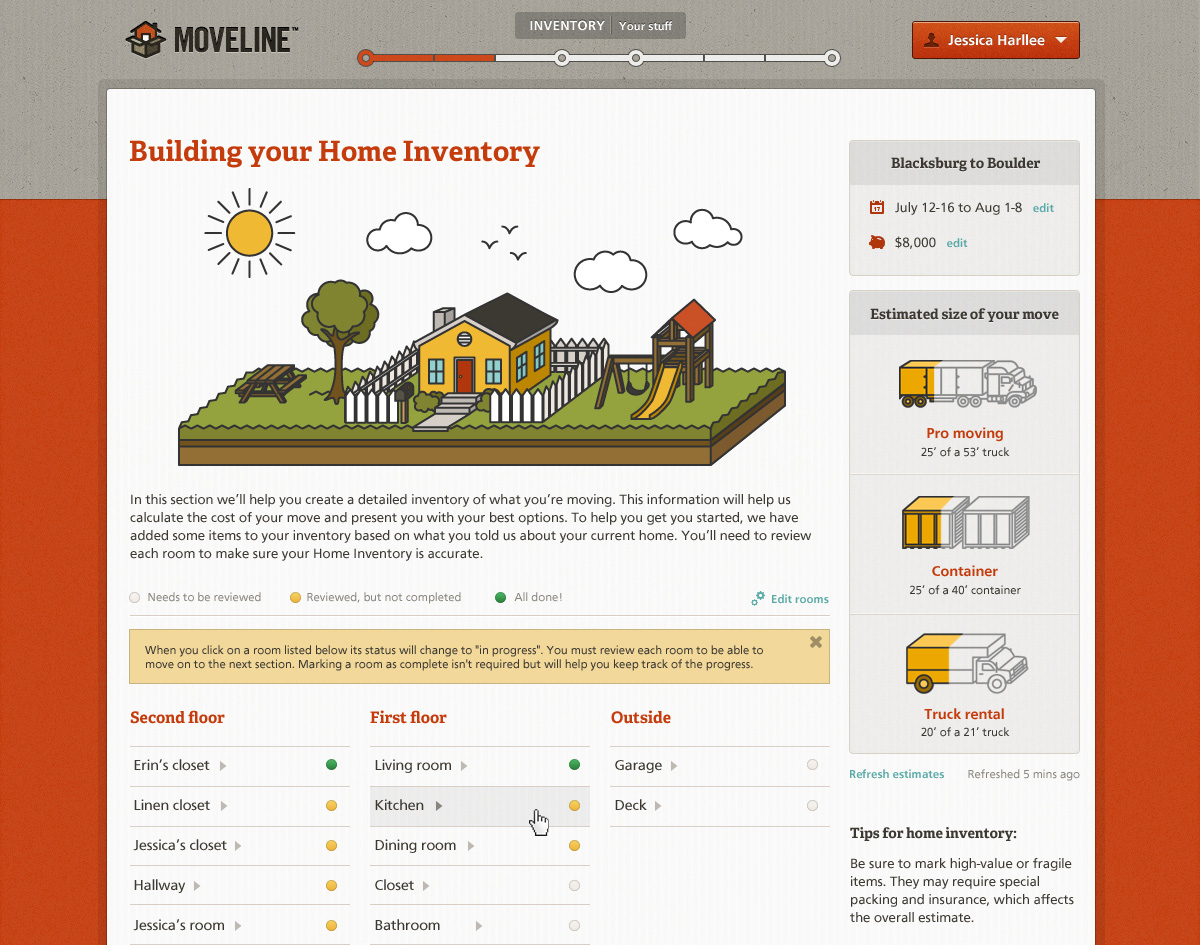 MOVELINE™
INVENTORY Your stuff
Jessica Harllee
Building your Home Inventory
In this section we’ll help you create a detailed inventory of what you’re moving. This information will help us
calculate the cost of your move and present you with your best options. To help you get you started, we have
added some items to your inventory based on what you told us about your current home. You’ll need to review
each room to make sure your Home Inventory is accurate.
Needs to be reviewed
Reviewed, but not completed
All done!
Edit rooms
When you click on a room listed below its status will change to "in progress". You must review each room to be able to
move on to the next section. Marking a room as complete isn't required but will help you keep track of the progress.
Second floor
Erin’s closet
Linen closet
Jessica’s closet
Hallway
Jessica’s room
First floor
Living room
Kitchen
Dining room
Closet
Bathroom
Outside
Garage
Deck
Blacksburg to Boulder
17
July 12-16 to Aug 1-8 edit
$8,000 edit
Estimated size of your move
Pro moving
25’ of a 53’ truck
Container
25’ of a 40’ container
Truck rental
20’ of a 21’ truck
Refresh estimates
Refreshed 5 mins ago
Tips for home inventory:
Be sure to mark high-value or fragile
items. They may require special
packing and insurance, which affects
the overall estimate.